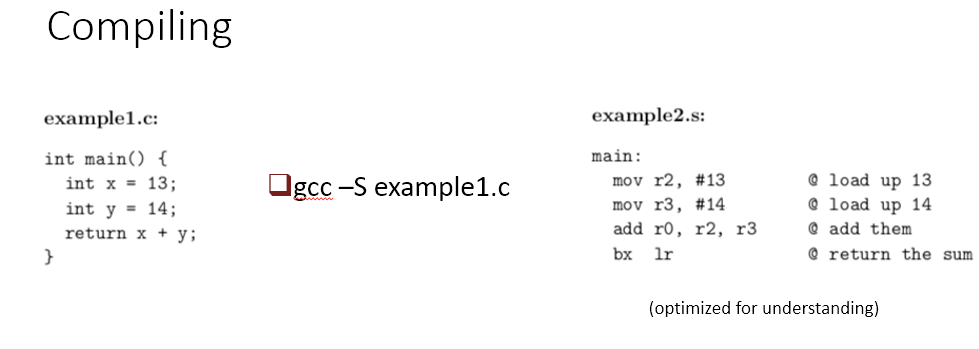 Compiling
example1.c:
int main() {
int x = 13;
int y = 14;
return x + y;
}
❑gcc –S example1.c
example2.s:
main:
mov r2, #13 @ load up 13
mov r3, #14 @ load up 14
add r0, r2, r3 @ add them
bx lr @ return the sum
(optimized for understanding)